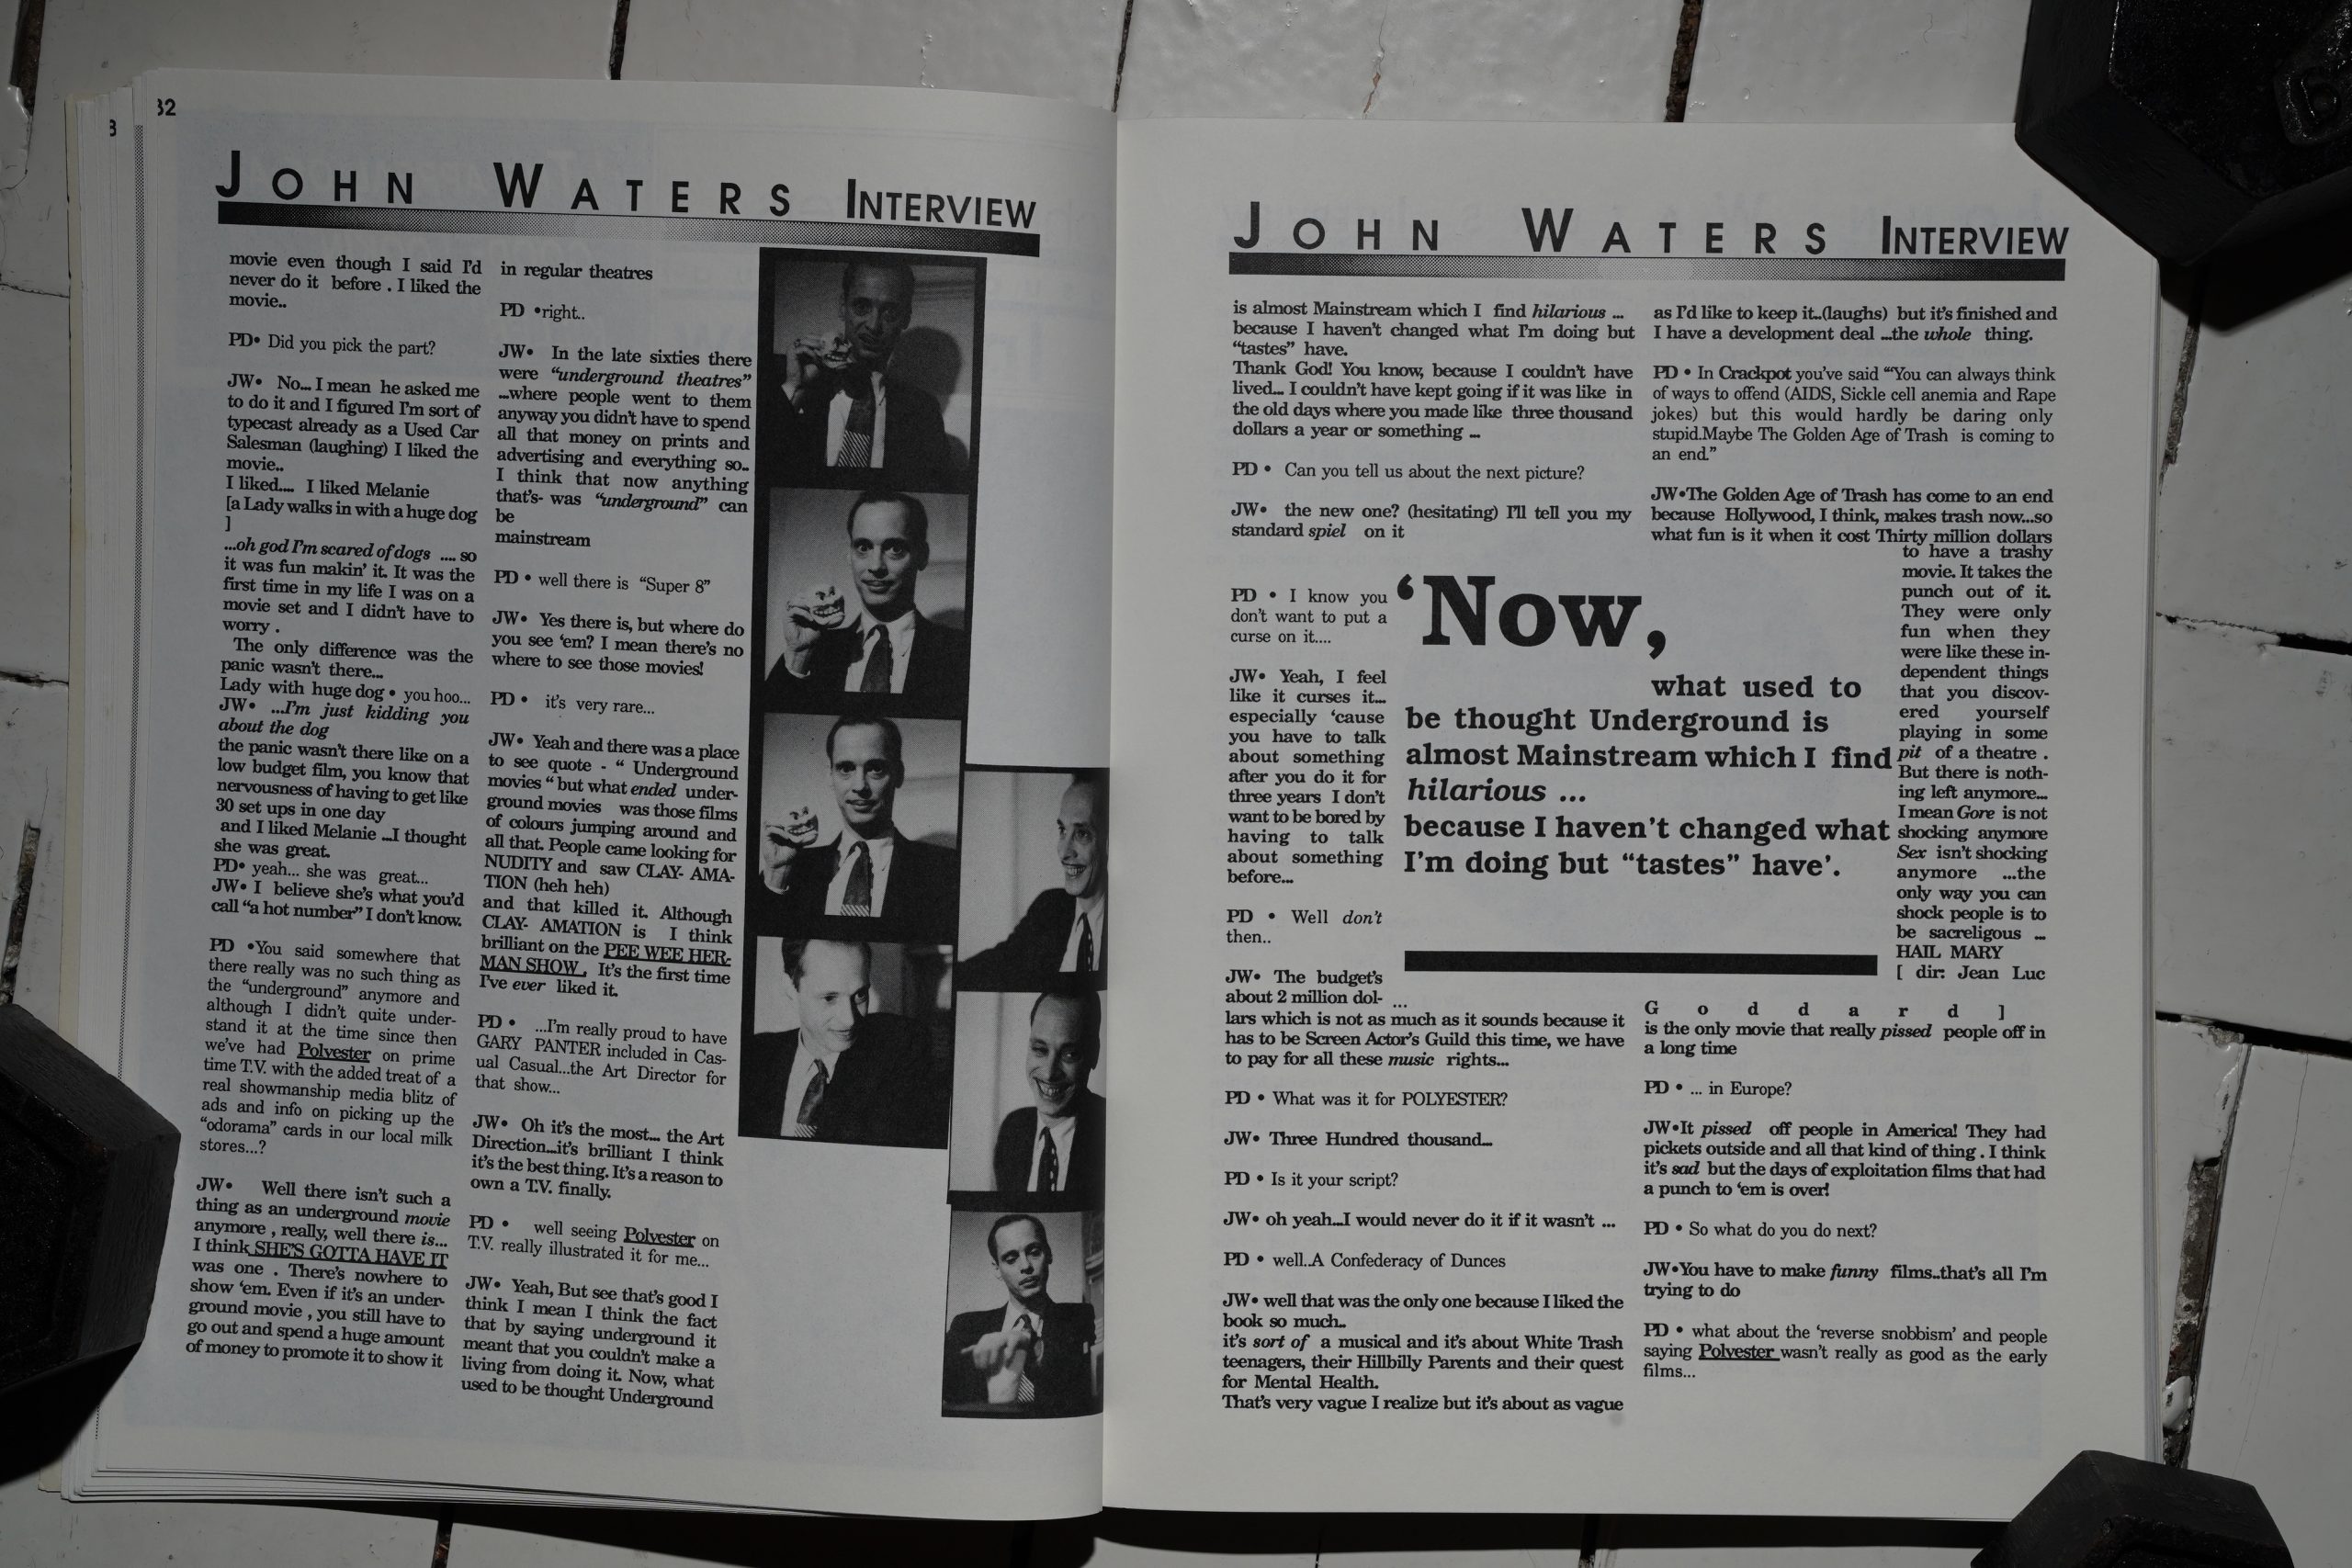 32
3
JOHN WATERS INTERVIEW
movie even though I said I'd
never do it before . I liked the
movie..
PD• Did you pick the part?
JW• No... I mean he asked me
to do it and I figured I'm sort of
typecast already as a Used Car
Salesman (laughing) I liked the
movie..
I liked.... I liked Melanie
[a Lady walks in with a huge dog
]
...oh god I'm scared of dogs .... so
it was fun makin' it. It was the
first time in my life I was on a
movie set and I didn't have to
worry .
The only difference was the
panic wasn't there...
Lady with huge dog • you hoo...
JW• ...I'm just kidding you
about the dog
the panic wasn't there like on a
low budget film, you know that
nervousness of having to get like
30 set ups in one day
and I liked Melanie ...I thought
she was great.
PD• yeah... she was great...
JW• I believe she's what you'd
call "a hot number" I don't know.
PD •You said somewhere that
there really was no such thing as
the "underground" anymore and
although I didn't quite under-
stand it at the time since then
we've had Polyester on prime
time T.V. with the added treat of a
real showmanship media blitz of
ads and info on picking up the
"odorama" cards in our local milk
stores...?
JW• Well there isn't such a
thing as an underground movie
anymore , really, well there is...
I think SHE'S GOTTA HAVE IT
was one . There's nowhere to
show 'em. Even if it's an under-
ground movie , you still have to
go out and spend a huge amount
of money to promote it to show it
in regular theatres
PD •right..
JW• In the late sixties there
were "underground theatres"
...where people went to them
anyway you didn't have to spend
all that money on prints and
advertising and everything so..
I think that now anything
that's- was "underground" can
be
mainstream
PD • well there is "Super 8"
JW• Yes there is, but where do
you see 'em? I mean there's no
where to see those movies!
PD • it's very rare...
JW• Yeah and there was a place
to see quote - " Underground
movies " but what ended under-
ground movies was those films
of colours jumping around and
all that. People came looking for
NUDITY and saw CLAY- AMA-
TION (heh heh)
and that killed it. Although
CLAY- AMATION is I think
brilliant on the PEE WEE HER-
MAN SHOW . It's the first time
I've ever liked it.
PD • ...I'm really proud to have
GARY PANTER included in Cas-
ual Casual...the Art Director for
that show...
JW• Oh it's the most... the Art
Direction...it's brilliant I think
it's the best thing. It's a reason to
own a T.V. finally.
PD • well seeing Polyester on
T.V. really illustrated it for me...
JW• Yeah, But see that's good I
think I mean I think the fact
that by saying underground it
meant that you couldn't make a
living from doing it. Now, what
used to be thought Underground
JOHN WATERS INTERVIEW
is almost Mainstream which I find hilarious ...
because I haven't changed what I'm doing but
"tastes" have.
Thank God! You know, because I couldn't have
lived... I couldn't have kept going if it was like in
the old days where you made like three thousand
dollars a year or something ...
PD • Can you tell us about the next picture?
JW• the new one? (hesitating) I'll tell you my
standard spiel on it
PD • I know you
don't want to put a
curse on it....
JW• Yeah, I feel
like it curses it...
especially 'cause
you have to talk
about something
after you do it for
three years I don't
want to be bored by
having to talk
about something
before...
PD • Well don't
then..
JW• The budget's
about 2 million dol- ...
lars which is not as much as it sounds because it
has to be Screen Actor's Guild this time, we have
to pay for all these music rights...
PD • What was it for POLYESTER?
JW• Three Hundred thousand...
PD • Is it your script?
JW• oh yeah...I would never do it if it wasn't ...
PD • well..A Confederacy of Dunces
JW• well that was the only one because I liked the
book so much..
it's sort of a musical and it's about White Trash
teenagers, their Hillbilly Parents and their quest
for Mental Health.
That's very vague I realize but it's about as vague
'Now,
what used to
be thought Underground is
almost Mainstream which I find
hilarious ...
because I haven't changed what
I'm doing but "tastes" have'.
as I'd like to keep it..(laughs) but it's finished and
I have a development deal ...the whole thing.
PD • In Crackpot you've said "'You can always think
of ways to offend (AIDS, Sickle cell anemia and Rape
jokes) but this would hardly be daring only
stupid.Maybe The Golden Age of Trash is coming to
an end."
JW•The Golden Age of Trash has come to an end
because Hollywood, I think, makes trash now...so
what fun is it when it cost Thirty million dollars
to have a trashy
movie. It takes the
punch out of it.
They were only
fun when they
were like these in-
dependent things
that you discov-
ered yourself
playing in some
pit of a theatre .
But there is noth-
ing left anymore...
I mean Gore is not
shocking anymore
Sex isn't shocking
anymore ...the
only way you can
shock people is to
be sacreligous ...
HAIL MARY
[ dir: Jean Luc
G o d d a r d ]
is the only movie that really pissed people off in
a long time
PD • ... in Europe?
JW•It pissed off people in America! They had
pickets outside and all that kind of thing . I think
it's sad but the days of exploitation films that had
a punch to 'em is over!
PD • So what do you do next?
JW•You have to make funny films..that's all I'm
trying to do
PD • what about the 'reverse snobbism' and people
saying Polyester wasn't really as good as the early
films...